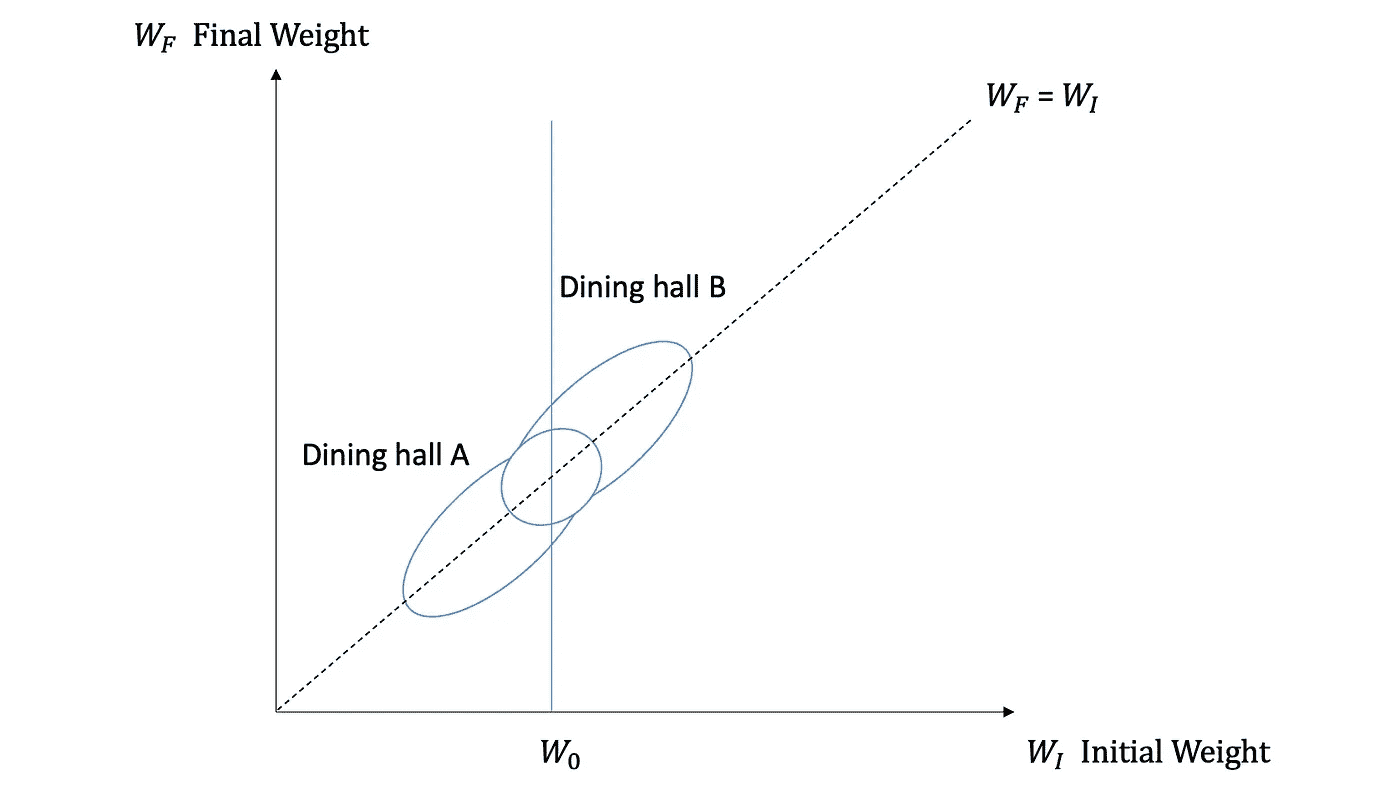 W_F Final Weight
W_F = W_I
Dining hall B
Dining hall A
W_0
W_I Initial Weight